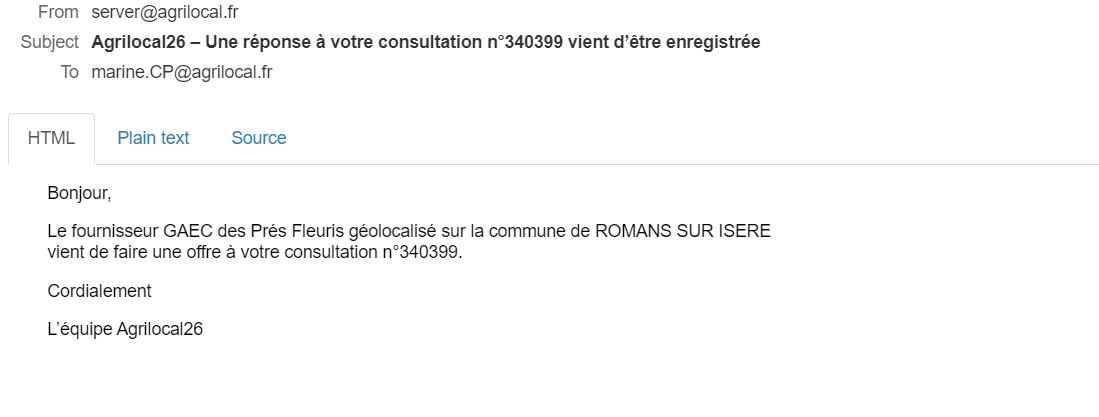 From server@agrilocal.fr
Subject Agrilocal26 – Une réponse à votre consultation n°340399 vient d’être enregistrée
To marine.CP@agrilocal.fr
HTML Plain text Source
Bonjour,
Le fournisseur GAEC des Prés Fleuris géolocalisé sur la commune de ROMANS SUR ISERE
vient de faire une offre à votre consultation n°340399.
Cordialement
L’équipe Agrilocal26